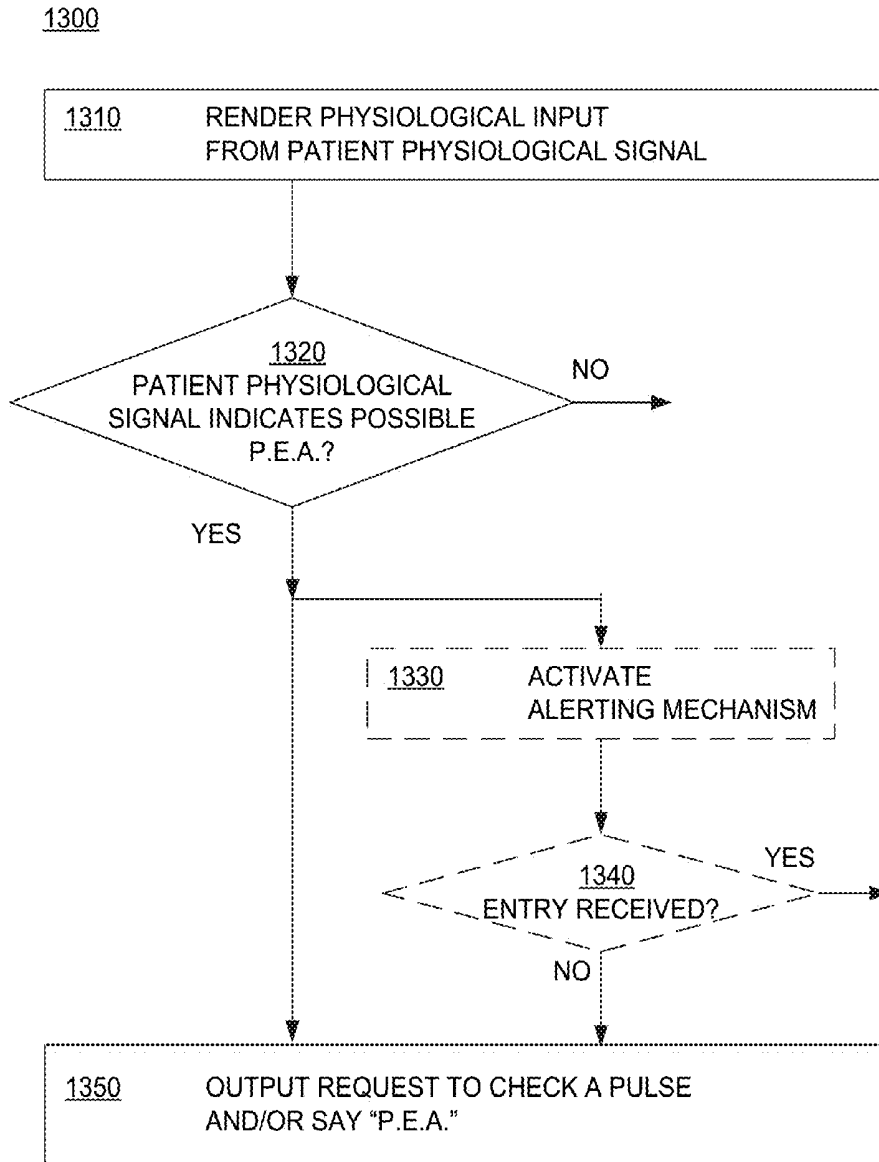 1300
1310 RENDER PHYSIOLOGICAL INPUT
FROM PATIENT PHYSIOLOGICAL SIGNAL
1320
PATIENT PHYSIOLOGICAL
SIGNAL INDICATES POSSIBLE
P.E.A.?
NO
YES
1330 ACTIVATE
ALERTING MECHANISM
1340
ENTRY RECEIVED?
YES
NO
1350 OUTPUT REQUEST TO CHECK A PULSE
AND/OR SAY “P.E.A.”